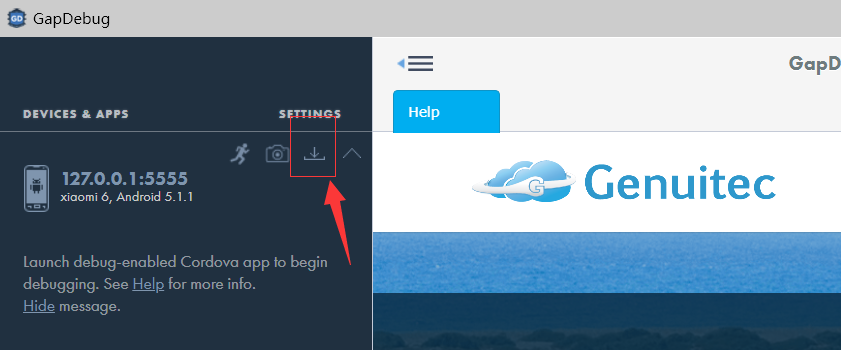 GD GapDebug
GapD
DEVICES & APPS SETTINGS
Help
127.0.0.1:5555
xiaomi 6, Android 5.1.1
G Genuitec
Launch debug-enabled Cordova app to begin
debugging. See Help for more info.
Hide message.